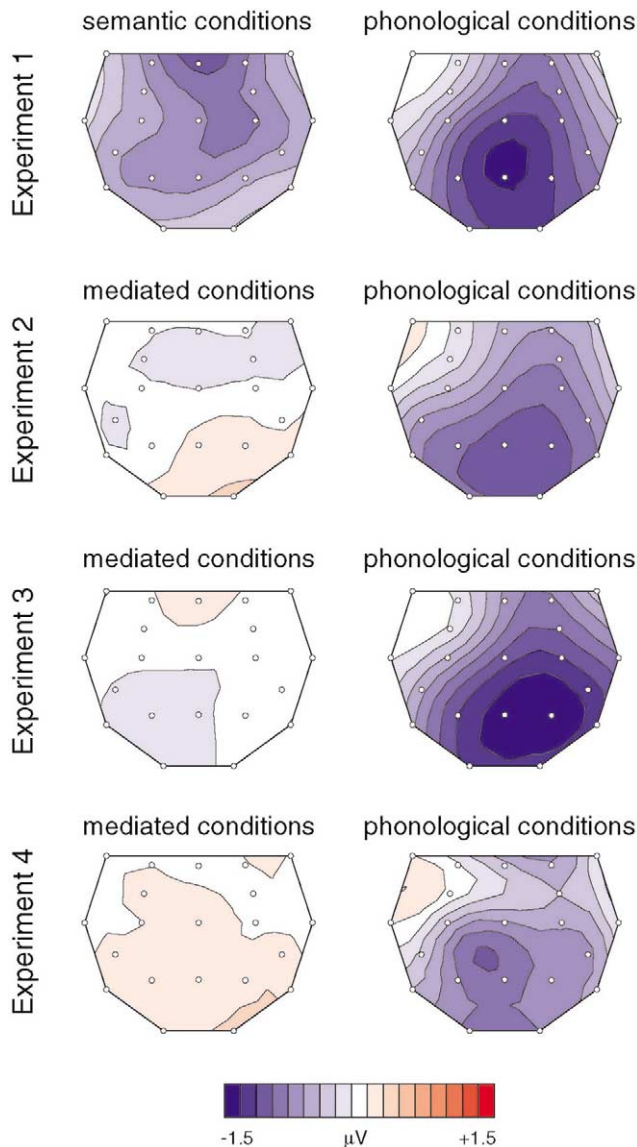 semantic conditions phonological conditions
Experiment 1
mediated conditions phonological conditions
Experiment 2
mediated conditions phonological conditions
Experiment 3
mediated conditions phonological conditions
Experiment 4
-1.5 µV +1.5